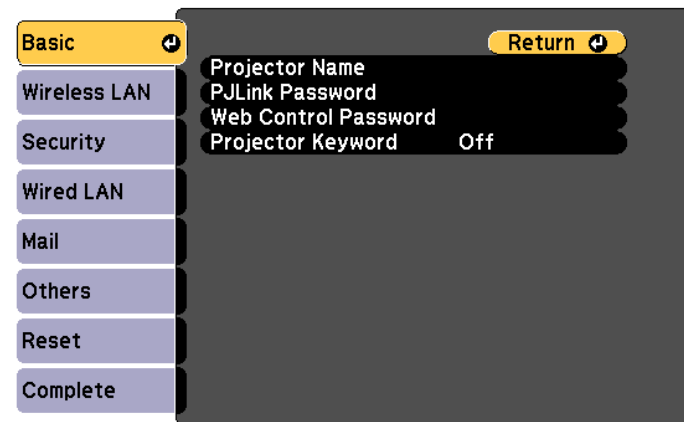 Basic
Return
Projector Name
PJLink Password
Web Control Password
Projector Keyword Off
Wireless LAN
Security
Wired LAN
Mail
Others
Reset
Complete